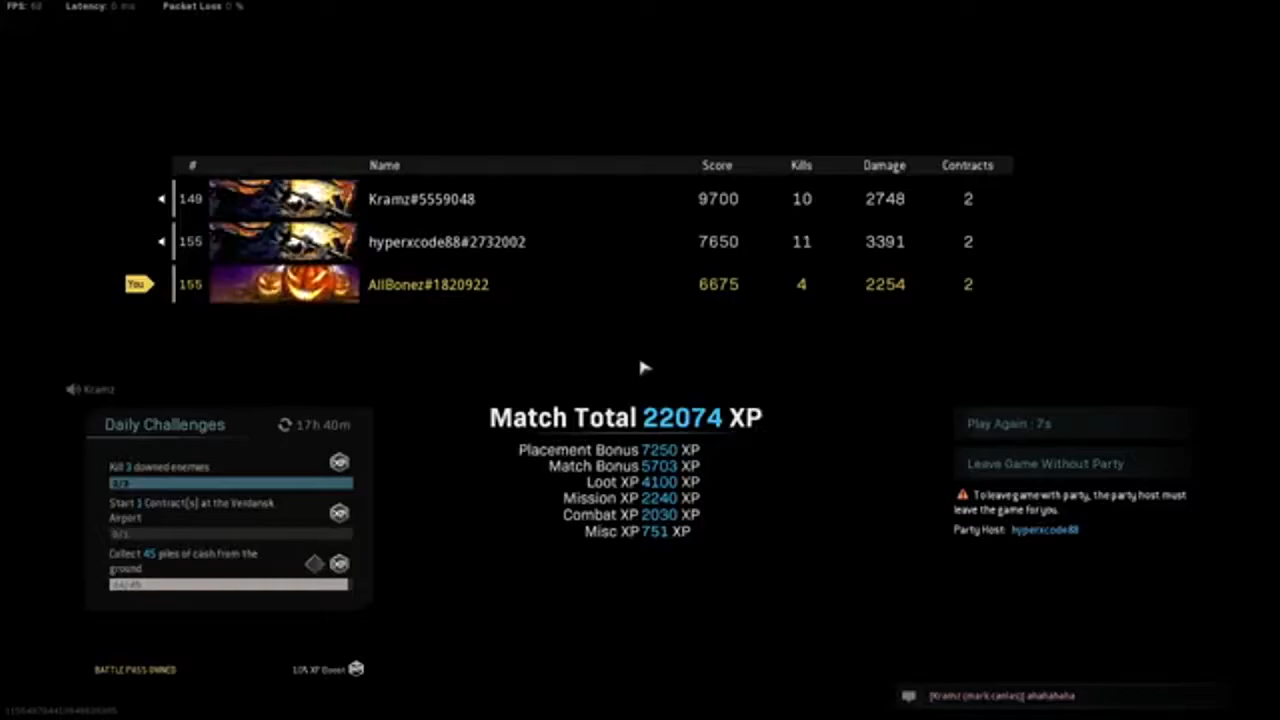 FPS: 60 Latency: 0 ms Packet Loss 0 %
# Name Score Kills Damage Contracts
149 Kramz#5559048 9700 10 2748 2
155 hyperxcode88#2732002 7650 11 3391 2
You 155 AllBonez#1820922 6675 4 2254 2
Kramz
Daily Challenges 17h 40m
Kill 3 downed enemies
3/3
Start 1 Contract[s] at the Verdansk
Airport
0/1
Collect 45 piles of cash from the
ground
44/45
BATTLE PASS OWNED
Match Total 22074 XP
Placement Bonus 7250 XP
Match Bonus 5703 XP
Loot XP 4100 XP
Mission XP 2240 XP
Combat XP 2030 XP
Misc XP 751 XP
Play Again : 7s
Leave Game Without Party
To leave game with party, the party host must
leave the game for you.
Party Host: hyperxcode88
[Kramz (mark canlas)] ahahahaha